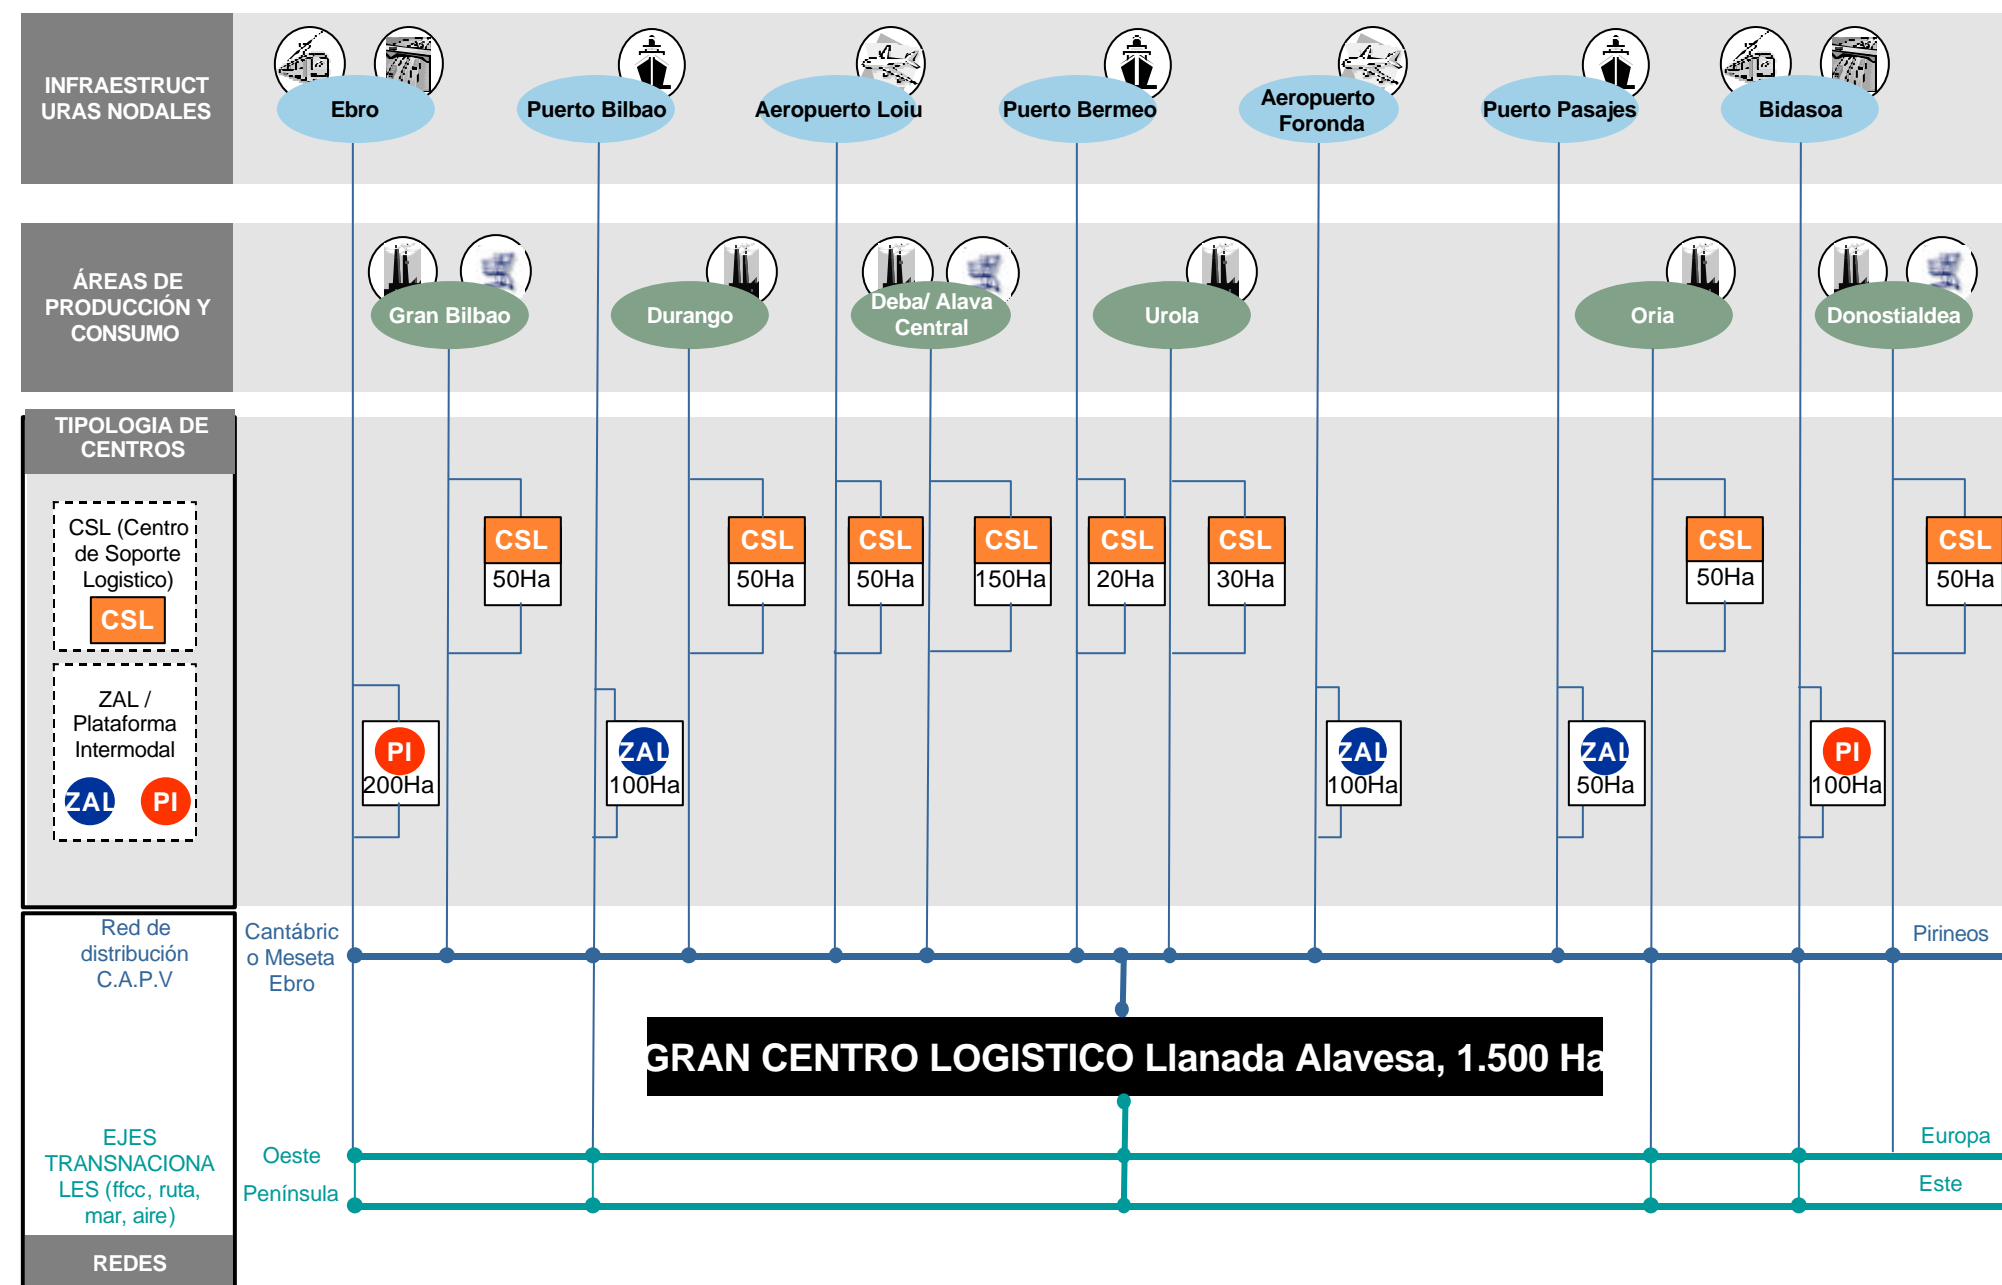 INFRAESTRUCT
URAS NODALES
Ebro
Puerto Bilbao
Aeropuerto Loiu
Puerto Bermeo
Aeropuerto
Foronda
Puerto Pasajes
Bidasoa
ÁREAS DE
PRODUCCIÓN Y
CONSUMO
Gran Bilbao
Durango
Deba/ Alava
Central
Urola
Oria
Donostialdea
TIPOLOGIA DE
CENTROS
CSL (Centro
de Soporte
Logistico)
CSL
ZAL /
Plataforma
Intermodal
ZAL
PI
CSL
50Ha
CSL
50Ha
CSL
50Ha
CSL
150Ha
CSL
20Ha
CSL
30Ha
CSL
50Ha
CSL
50Ha
PI
200Ha
ZAL
100Ha
ZAL
100Ha
ZAL
50Ha
PI
100Ha
Red de
distribución
C.A.P.V
Cantábric
o Meseta
Ebro
Pirineos
GRAN CENTRO LOGISTICO Llanada Alavesa, 1.500 Ha
EJES
TRANSNACIONA
LES (ffcc, ruta,
mar, aire)
Oeste
Península
Europa
Este
REDES